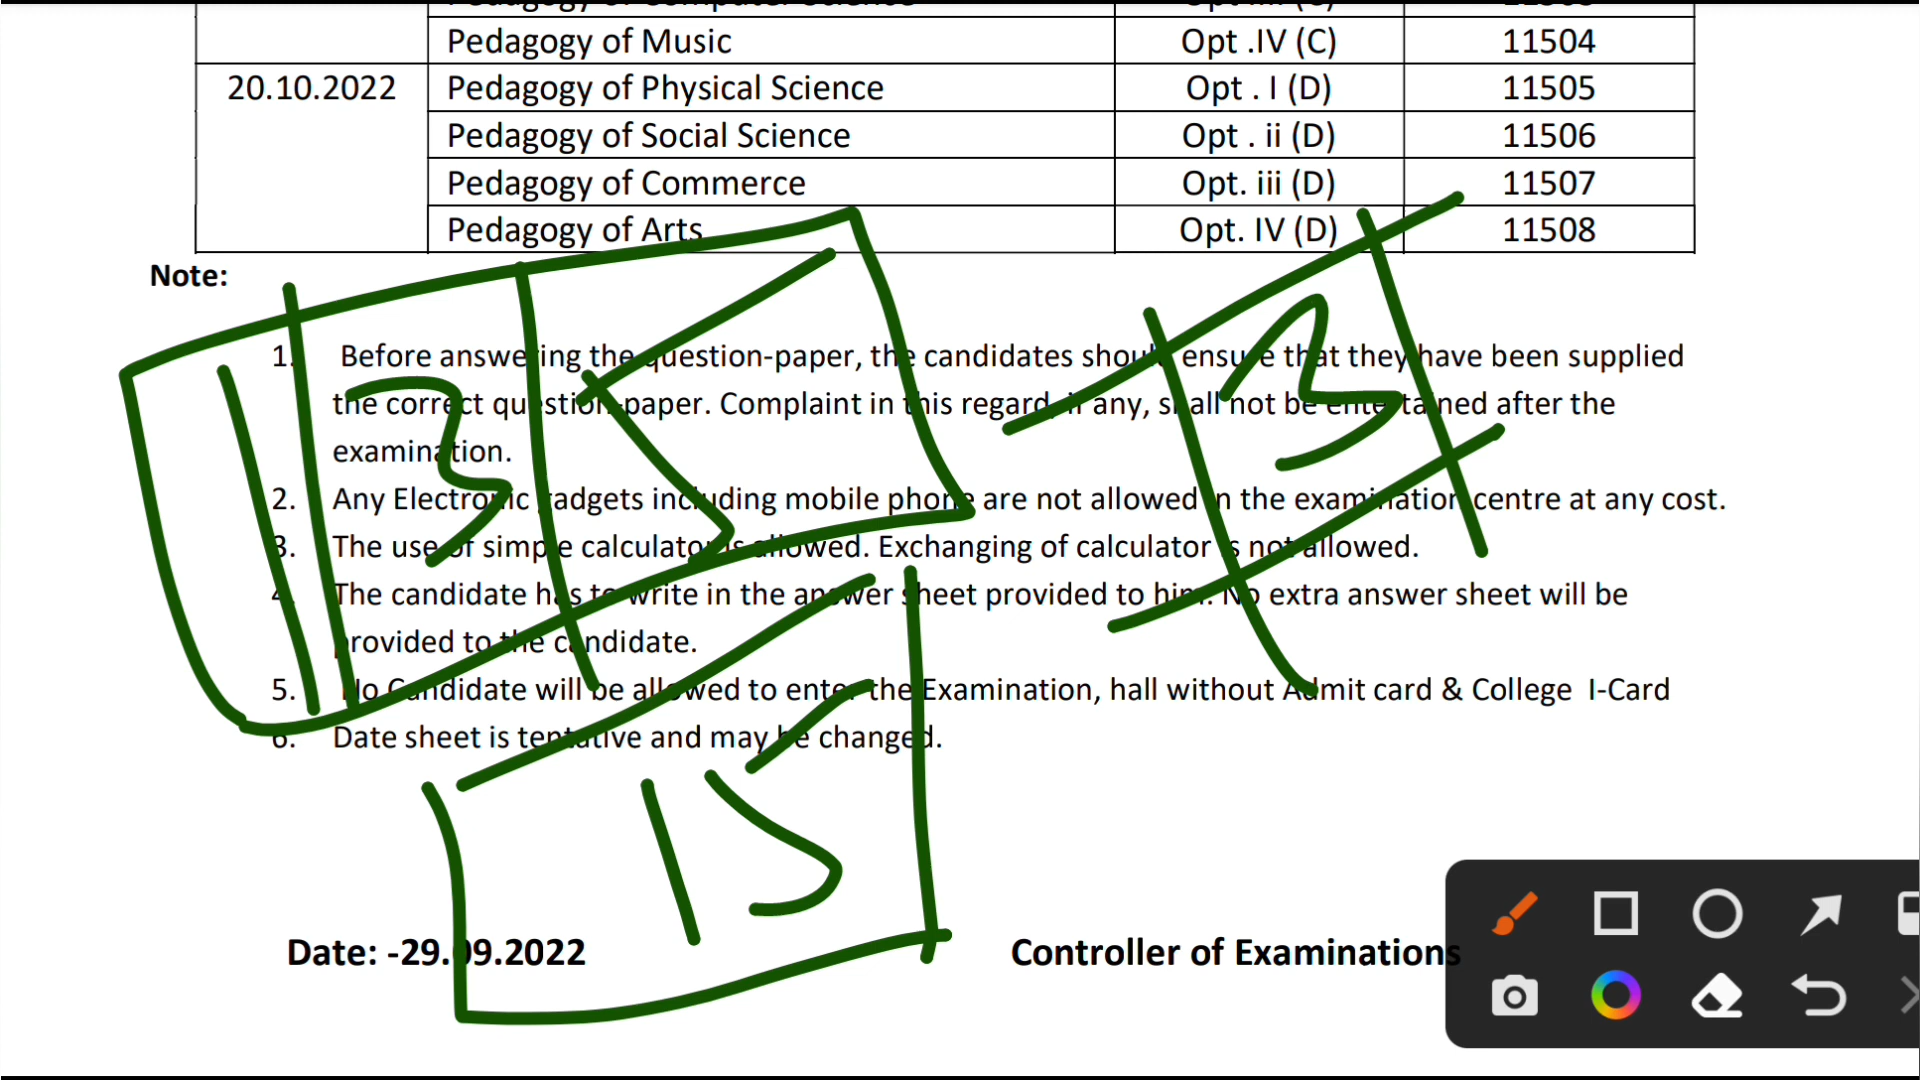 Pedagogy of Computer Science
Pedagogy of Music Opt .IV (C) 11504
20.10.2022 Pedagogy of Physical Science Opt . I (D) 11505
Pedagogy of Social Science Opt . ii (D) 11506
Pedagogy of Commerce Opt. iii (D) 11507
Pedagogy of Arts Opt. IV (D) 11508
Note:
1. Before answering the question-paper, the candidates should ensure that they have been supplied
the correct question-paper. Complaint in this regard, if any, shall not be entertained after the
examination.
2. Any Electronic gadgets including mobile phone are not allowed in the examination centre at any cost.
3. The use of simple calculator is allowed. Exchanging of calculator is not allowed.
4. The candidate has to write in the answer sheet provided to him. No extra answer sheet will be
provided to the candidate.
5. No Candidate will be allowed to enter the Examination, hall without Admit card & College I-Card
6. Date sheet is tentative and may be changed.
1 3 5
3
15
Date: -29.09.2022 Controller of Examinations